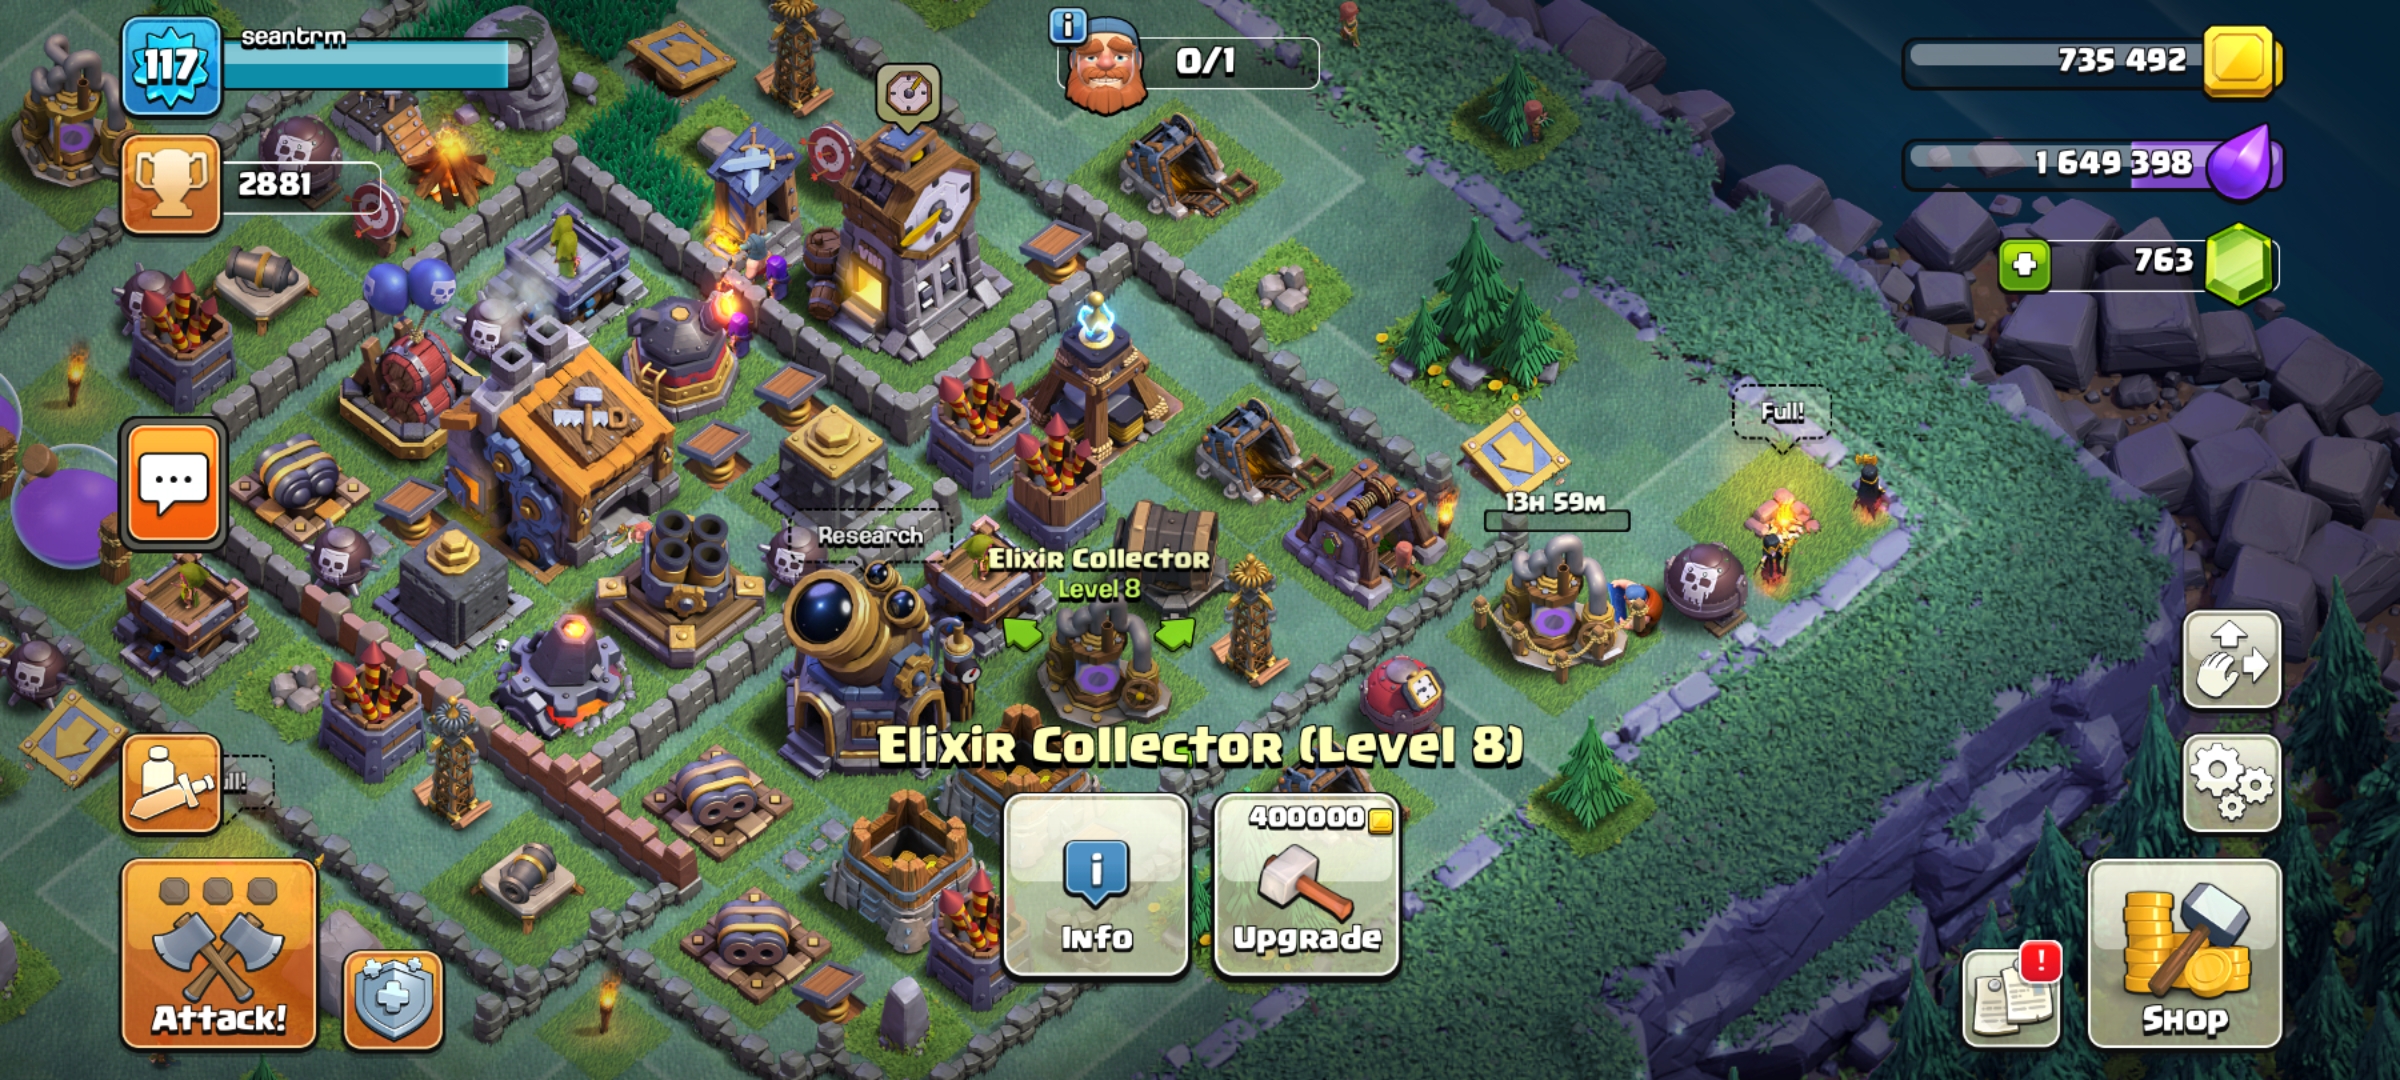 117
seantrm
0/1
735 492
2881
1 649 398
763
Full!
13H 59M
Research
Elixir Collector
Level 8
Elixir Collector (Level 8)
ull!
400000
Info
Upgrade
Attack!
!
Shop